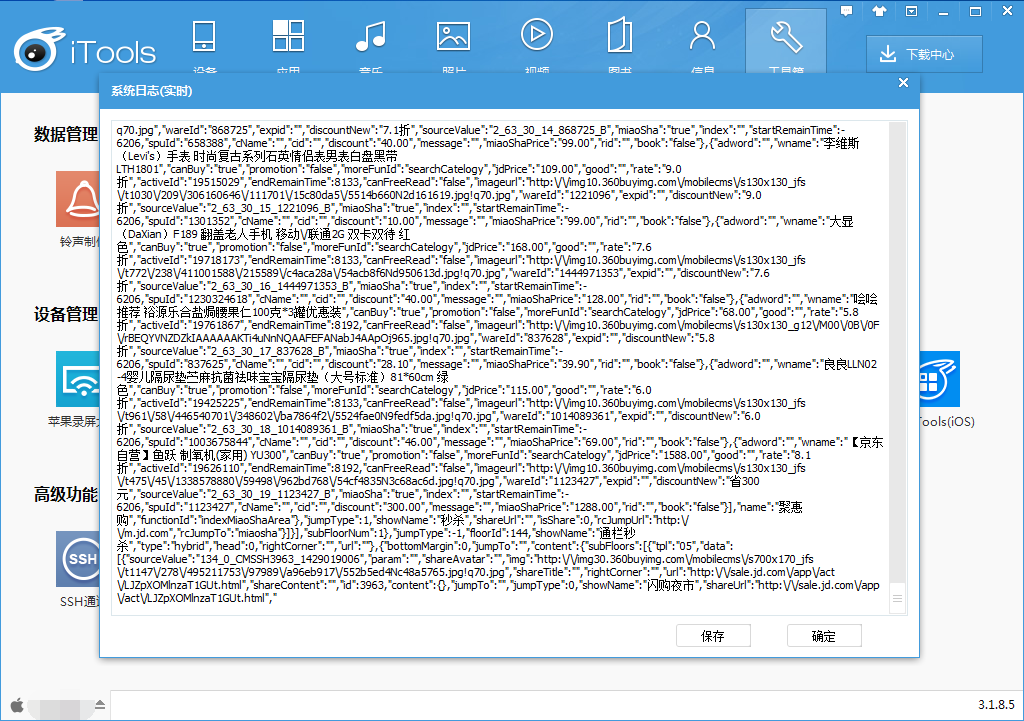 iTools
设备
应用
音乐
照片
视频
图书
信息
工具箱
下载中心
系统日志(实时)
数据管理
铃声制作
设备管理
苹果录屏大
高级功能
SSH
SSH通道
Tools(iOS)
q70.jpg","wareId":"868725","expid":"","discountNew":"7.1折","sourceValue":"2_63_30_14_868725_B","miaoSha":"true","index":"","startRemainTime":-
6206,"spuId":"658388","cName":"","cid":"","discount":"40.00","message":"","miaoShaPrice":"99.00","rid":"","book":"false"},{"adword":"","wname":"李维斯
（Levi's）手表 时尚复古系列石英情侣表男表白盘黑带
LTH1801","canBuy":"true","promotion":"false","moreFunId":"searchCatelogy","jdPrice":"109.00","good":"","rate":"9.0
折","activeId":"19515029","endRemainTime":8133,"canFreeRead":"false","imageurl":"http:\/\/img10.360buyimg.com\/mobilecms\/s130x130_jfs
\/t1030\/209\/306160646\/111701\/15c80da5\/5514b660N2d161619.jpg!q70.jpg","wareId":"1221096","expid":"","discountNew":"9.0
折","sourceValue":"2_63_30_15_1221096_B","miaoSha":"true","index":"","startRemainTime":-
6206,"spuId":"1301352","cName":"","cid":"","discount":"10.00","message":"","miaoShaPrice":"99.00","rid":"","book":"false"},{"adword":"","wname":"大显
（DaXian）F189 翻盖老人手机 移动\/联通2G 双卡双待 红
色","canBuy":"true","promotion":"false","moreFunId":"searchCatelogy","jdPrice":"168.00","good":"","rate":"7.6
折","activeId":"19718173","endRemainTime":8133,"canFreeRead":"false","imageurl":"http:\/\/img10.360buyimg.com\/mobilecms\/s130x130_jfs
\/t772\/238\/411001588\/215589\/c4aca28a\/54acb8f6Nd950613d.jpg!q70.jpg","wareId":"1444971353","expid":"","discountNew":"7.6
折","sourceValue":"2_63_30_16_1444971353_B","miaoSha":"true","index":"","startRemainTime":-
6206,"spuId":"1230324618","cName":"","cid":"","discount":"40.00","message":"","miaoShaPrice":"128.00","rid":"","book":"false"},{"adword":"","wname":"哙哙
推荐 裕源乐合盐焗腰果仁100克*3罐优惠装","canBuy":"true","promotion":"false","moreFunId":"searchCatelogy","jdPrice":"68.00","good":"","rate":"5.8
折","activeId":"19761867","endRemainTime":8192,"canFreeRead":"false","imageurl":"http:\/\/img10.360buyimg.com\/mobilecms\/s130x130_g12\/M00\/0B\/0F
\/rBEQYVNZDZkIAAAAAAKTi4uNnNQAAFEFANabJ4AApOj965.jpg!q70.jpg","wareId":"837628","expid":"","discountNew":"5.8
折","sourceValue":"2_63_30_17_837628_B","miaoSha":"true","index":"","startRemainTime":-
6206,"spuId":"837625","cName":"","cid":"","discount":"28.10","message":"","miaoShaPrice":"39.90","rid":"","book":"false"},{"adword":"","wname":"良良LLN02
-4婴儿隔尿垫苎麻抗菌祛味宝宝隔尿垫（大号标准）81*60cm 绿
色","canBuy":"true","promotion":"false","moreFunId":"searchCatelogy","jdPrice":"115.00","good":"","rate":"6.0
折","activeId":"19425225","endRemainTime":8133,"canFreeRead":"false","imageurl":"http:\/\/img10.360buyimg.com\/mobilecms\/s130x130_jfs
\/t961\/58\/446540701\/348602\/ba7864f2\/5524fae0N9fedf5da.jpg!q70.jpg","wareId":"1014089361","expid":"","discountNew":"6.0
折","sourceValue":"2_63_30_18_1014089361_B","miaoSha":"true","index":"","startRemainTime":-
6206,"spuId":"1003675844","cName":"","cid":"","discount":"46.00","message":"","miaoShaPrice":"69.00","rid":"","book":"false"},{"adword":"","wname":"【京东
自营】鱼跃 制氧机(家用) YU300","canBuy":"true","promotion":"false","moreFunId":"searchCatelogy","jdPrice":"1588.00","good":"","rate":"8.1
折","activeId":"19626110","endRemainTime":8192,"canFreeRead":"false","imageurl":"http:\/\/img10.360buyimg.com\/mobilecms\/s130x130_jfs
\/t475\/45\/1338578880\/59498\/962bd768\/54cf4835N3c68ac6d.jpg!q70.jpg","wareId":"1123427","expid":"","discountNew":"省300
元","sourceValue":"2_63_30_19_1123427_B","miaoSha":"true","index":"","startRemainTime":-
6206,"spuId":"1123427","cName":"","cid":"","discount":"300.00","message":"","miaoShaPrice":"1288.00","rid":"","book":"false"}],"name":"聚惠
购","functionId":"indexMiaoShaArea"},"jumpType":1,"showName":"秒杀","shareUrl":"","isShare":0,"rcJumpUrl":"http:\/
\/m.jd.com","rcJumpTo":"miaosha"}]}],"subFloorNum":1},"jumpType":-1,"floorId":144,"showName":"通栏秒
杀","type":"hybrid","head":0,"rightCorner":"","url":""},{"bottomMargin":0,"jumpTo":"","content":{"subFloors":[{"tpl":"05","data":
[{"sourceValue":"134_0_CMSSH3963_1429019006","param":"","shareAvatar":"","img":"http:\/\/img30.360buyimg.com\/mobilecms\/s700x170_jfs
\/t1147\/278\/495211753\/97989\/a96eb917\/552b5ed4Nc48a5765.jpg!q70.jpg","shareTitle":"","rightCorner":"","url":"http:\/\/sale.jd.com\/app\/act
\/LJZpXOMlnzaT1GUt.html","shareContent":"","id":3963,"content":{},"jumpTo":"","jumpType":0,"showName":"闪购夜市","shareUrl":"http:\/\/sale.jd.com\/app
\/act\/LJZpXOMlnzaT1GUt.html","
保存
确定
3.1.8.5